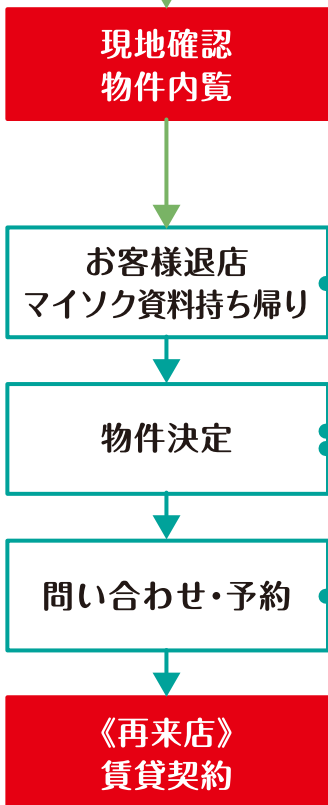 現地確認
物件内覧
お客様退店
マイソク資料持ち帰り
物件決定
問い合わせ・予約
《再来店》
賃貸契約